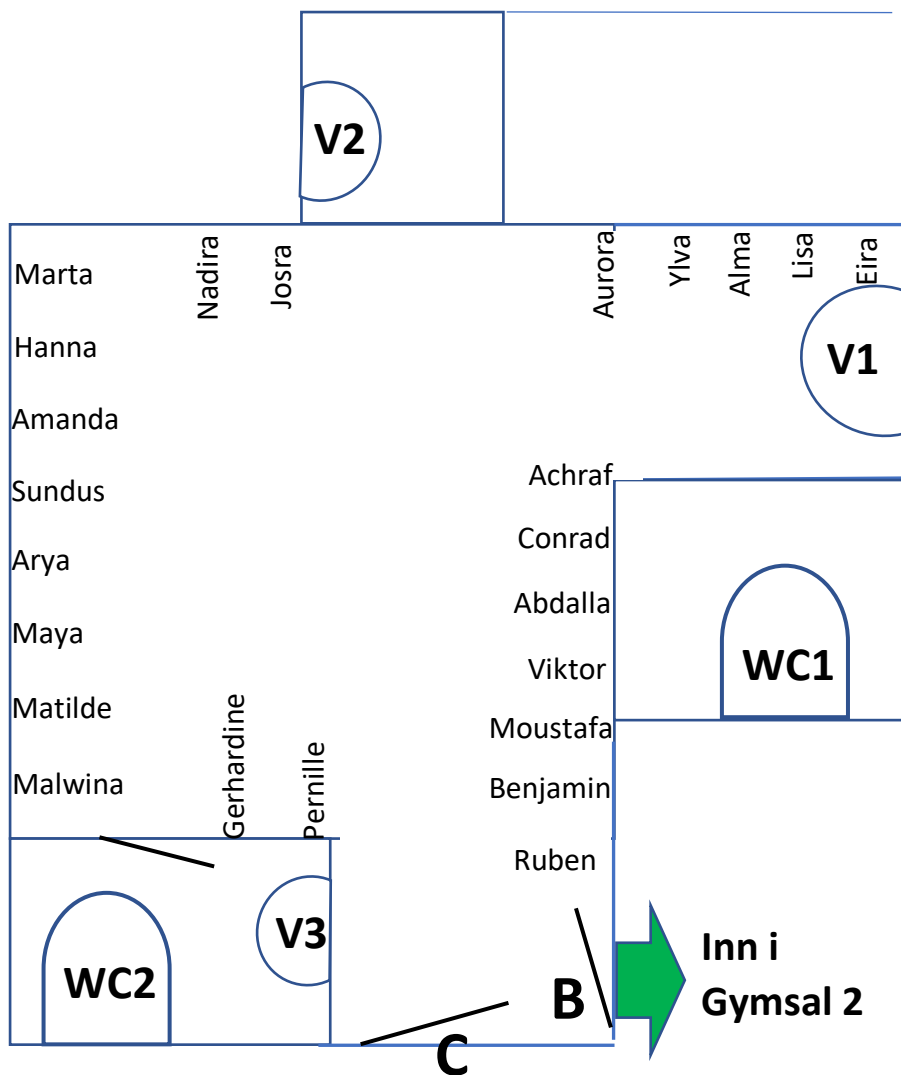 V2
Marta
Nadira
Josra
Aurora
Ylva
Alma
Lisa
Eira
Hanna
V1
Amanda
Sundus
Achraf
Arya
Conrad
Maya
Abdalla
Matilde
Viktor
WC1
Malwina
Gerhardine
Pernille
Moustafa
Benjamin
Ruben
WC2
V3
B
Inn i
Gymsal 2
C